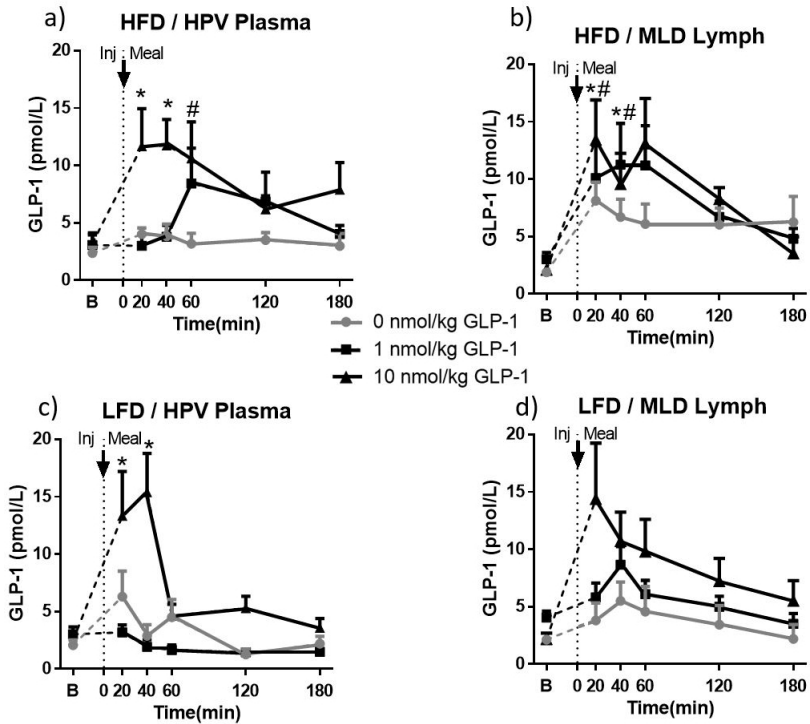 a) HFD / HPV Plasma
Inj Meal
* * #
GLP-1 (pmol/L)
20
15
10
5
0
B 0 20 40 60 120 180
Time(min)
b) HFD / MLD Lymph
Inj Meal
*# *#
GLP-1 (pmol/L)
20
15
10
5
0
B 0 20 40 60 120 180
Time(min)
0 nmol/kg GLP-1
1 nmol/kg GLP-1
10 nmol/kg GLP-1
c) LFD / HPV Plasma
Inj Meal
* *
GLP-1 (pmol/L)
20
15
10
5
0
B 0 20 40 60 120 180
Time(min)
d) LFD / MLD Lymph
Inj Meal
GLP-1 (pmol/L)
20
15
10
5
0
B 0 20 40 60 120 180
Time(min)